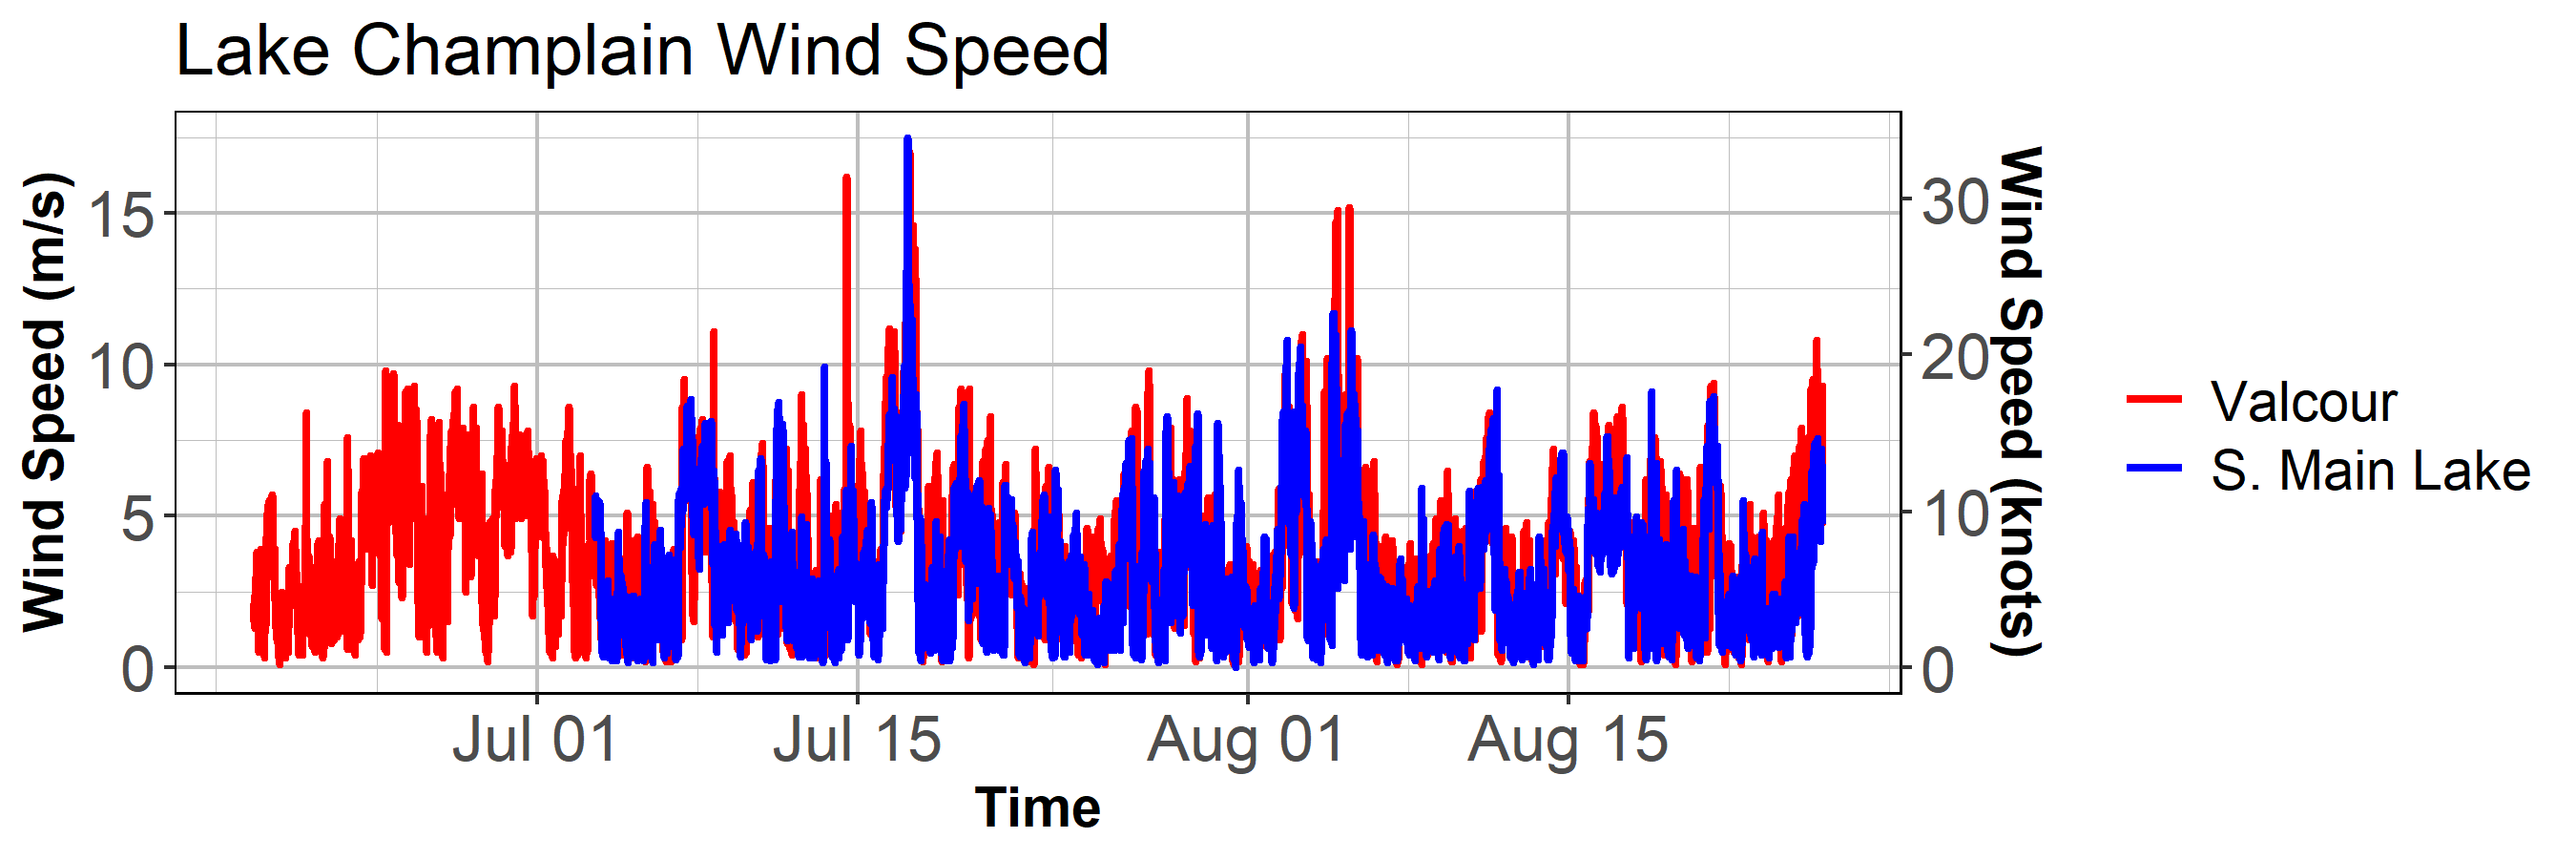 Lake Champlain Wind Speed
Wind Speed (m/s)
15
10
5
0
30
20
10
0
Wind Speed (knots)
Valcour
S. Main Lake
Jul 01
Jul 15
Aug 01
Aug 15
Time